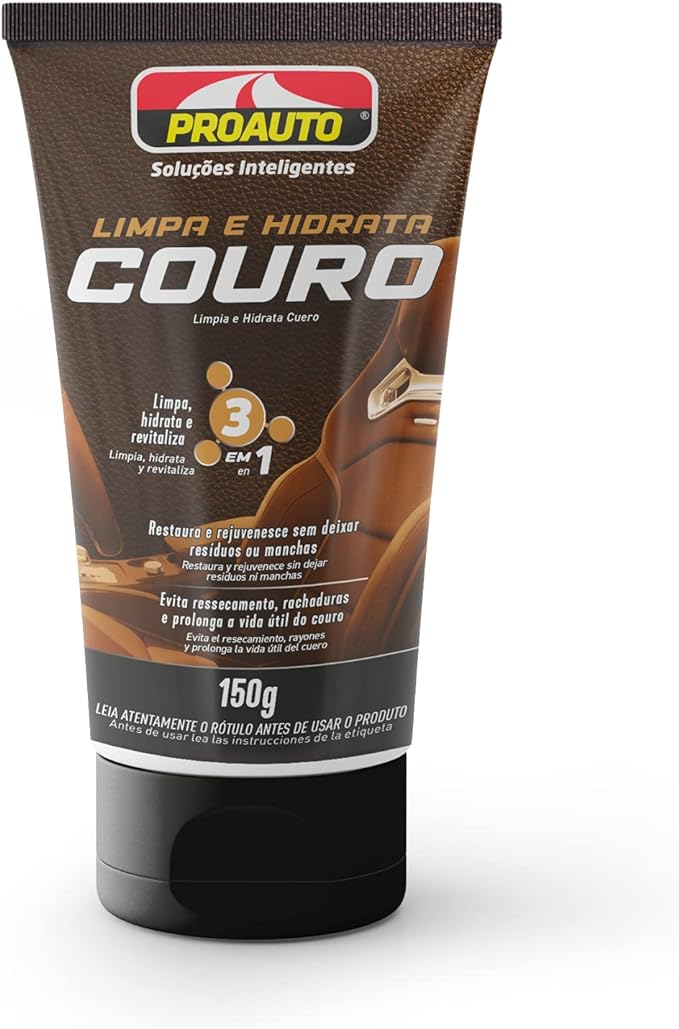 PROAUTO®
Soluções Inteligentes
LIMPA E HIDRATA
COURO
Limpia e Hidrata Cuero
Limpa,
hidrata e
revitaliza
Limpia, hidrata
y revitaliza
3
EM
en
1
Restaura e rejuvenesce sem deixar
resíduos ou manchas
Restaura y rejuvenece sin dejar
resíduos ni manchas
Evita ressecamento, rachaduras
e prolonga a vida útil do couro
Evita el resecamiento, rayones
y prolonga la vida útil del cuero
150g
LEIA ATENTAMENTE O RÓTULO ANTES DE USAR O PRODUTO
Antes de usar lea las instrucciones de la etiqueta